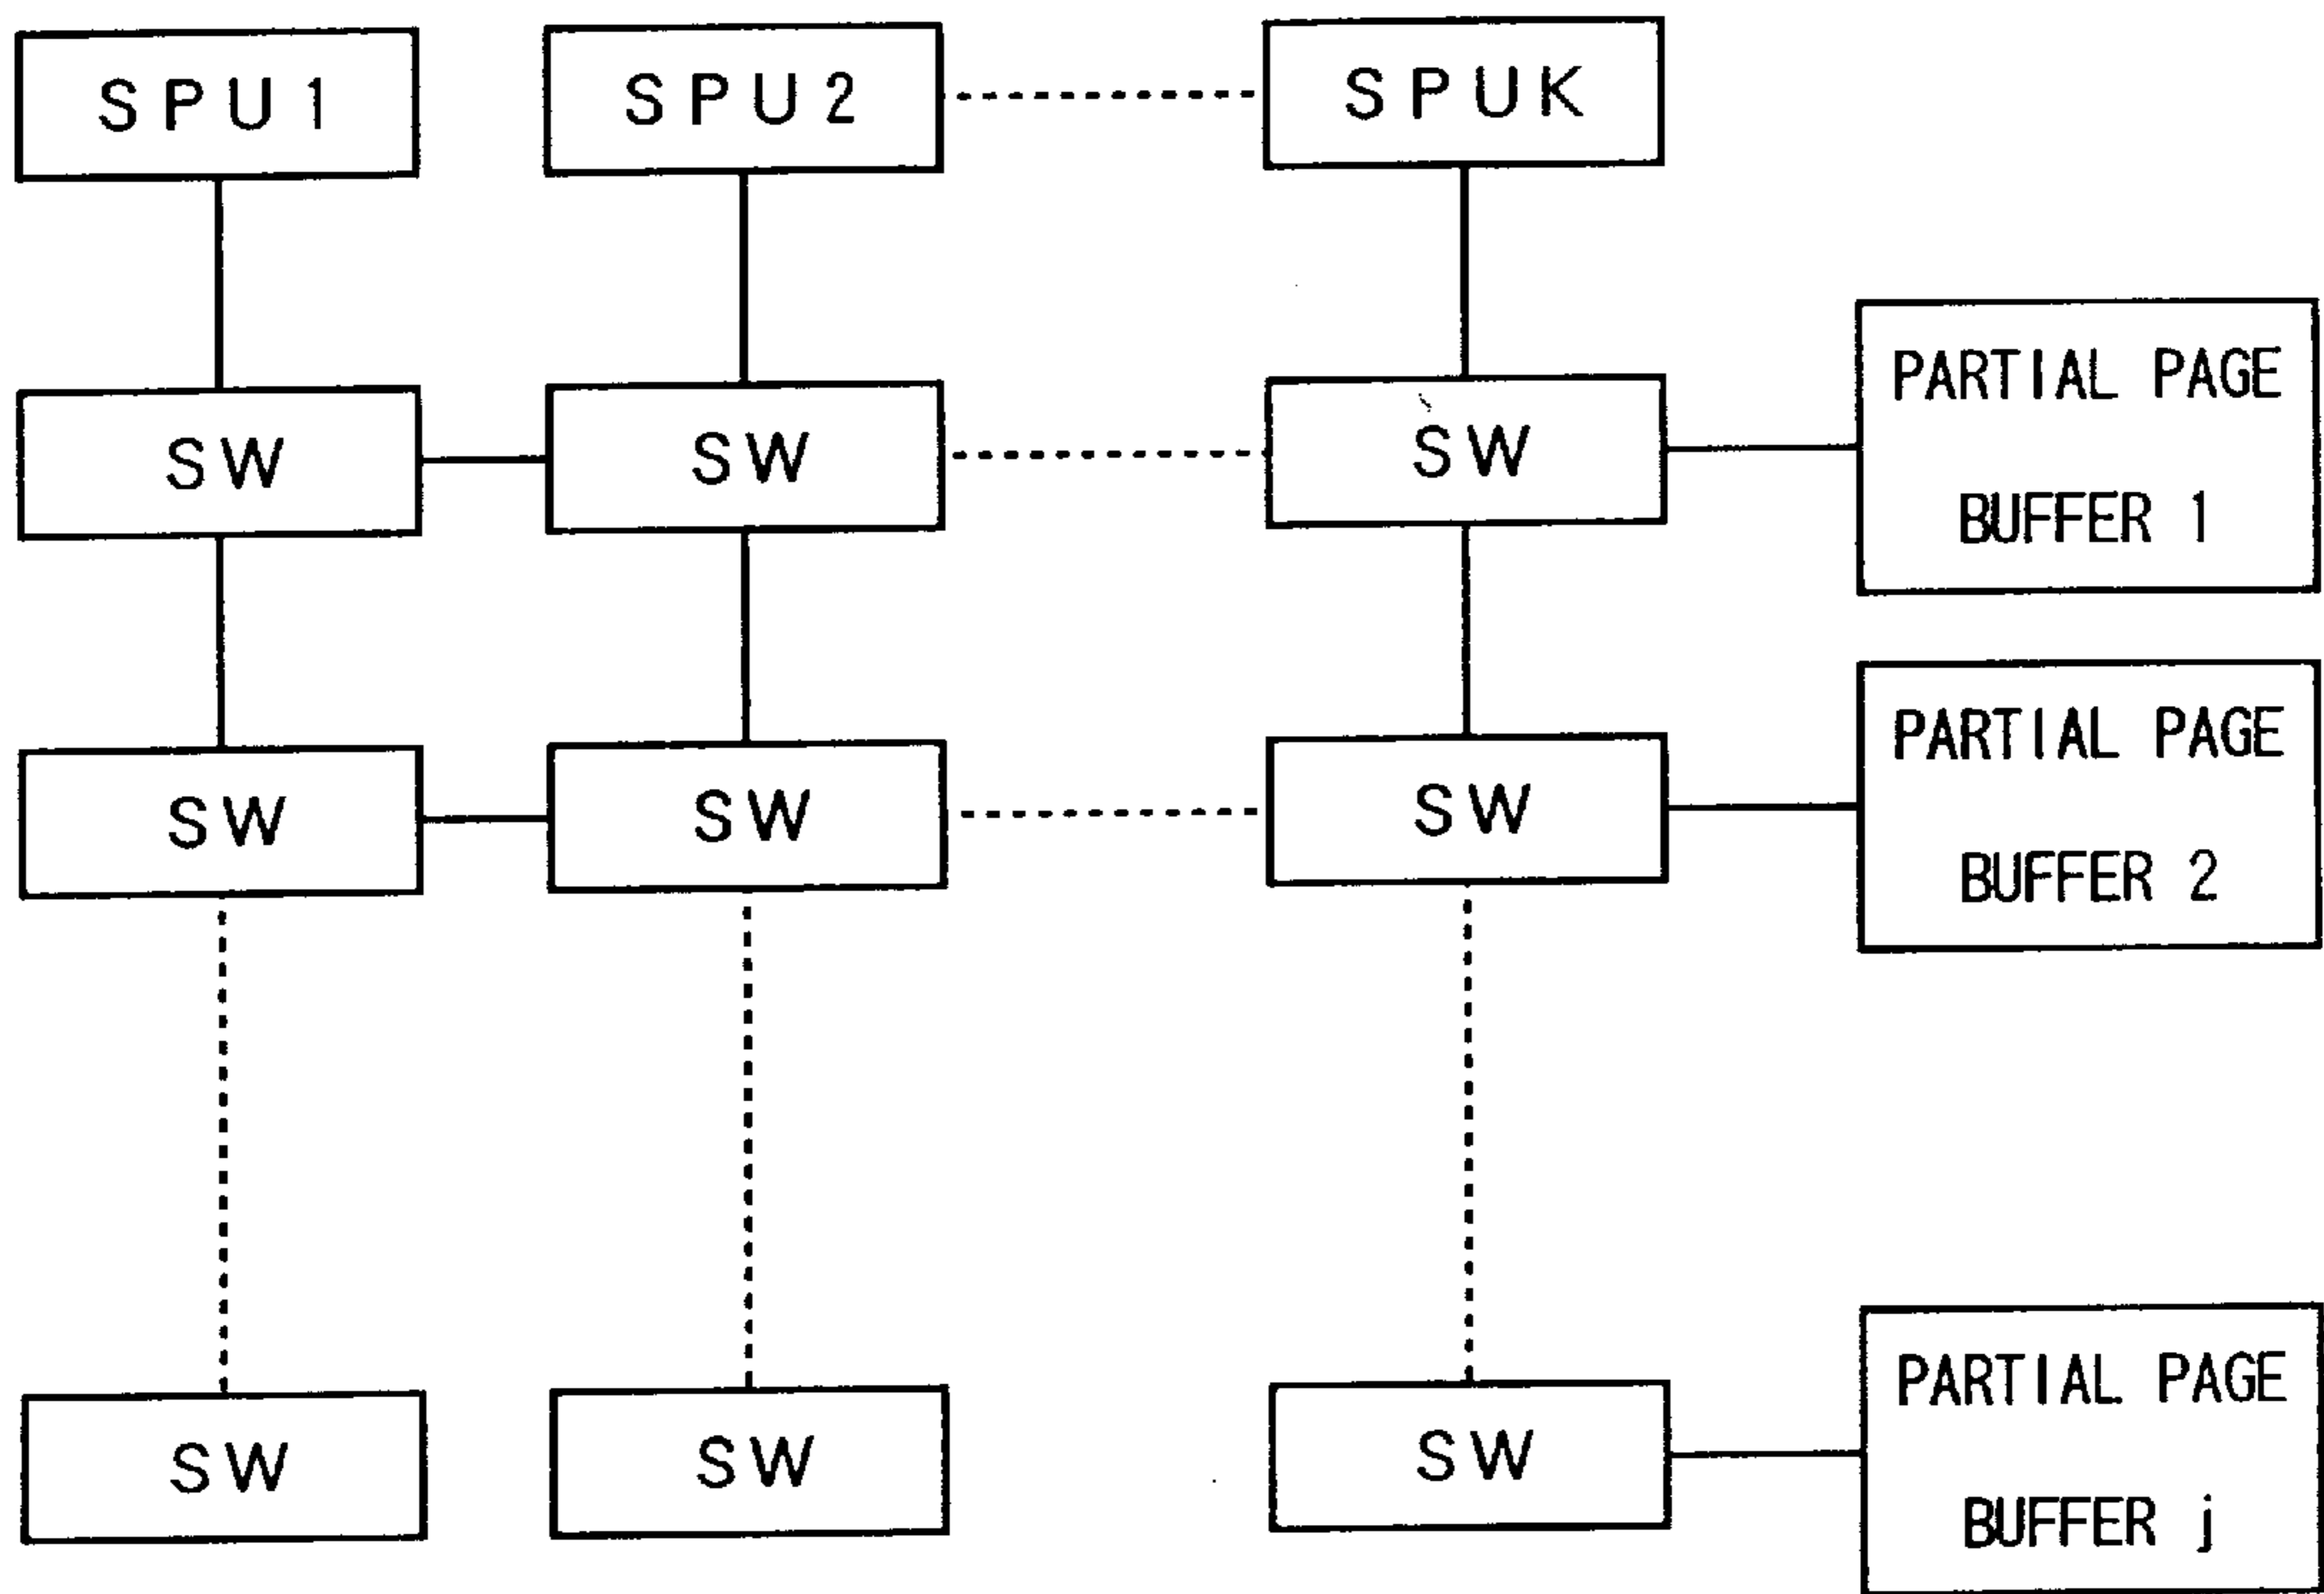 SPU1
SPU2
SPUK
SW
SW
SW
PARTIAL PAGE
BUFFER 1
SW
SW
SW
PARTIAL PAGE
BUFFER 2
SW
SW
SW
PARTIAL PAGE
BUFFER j